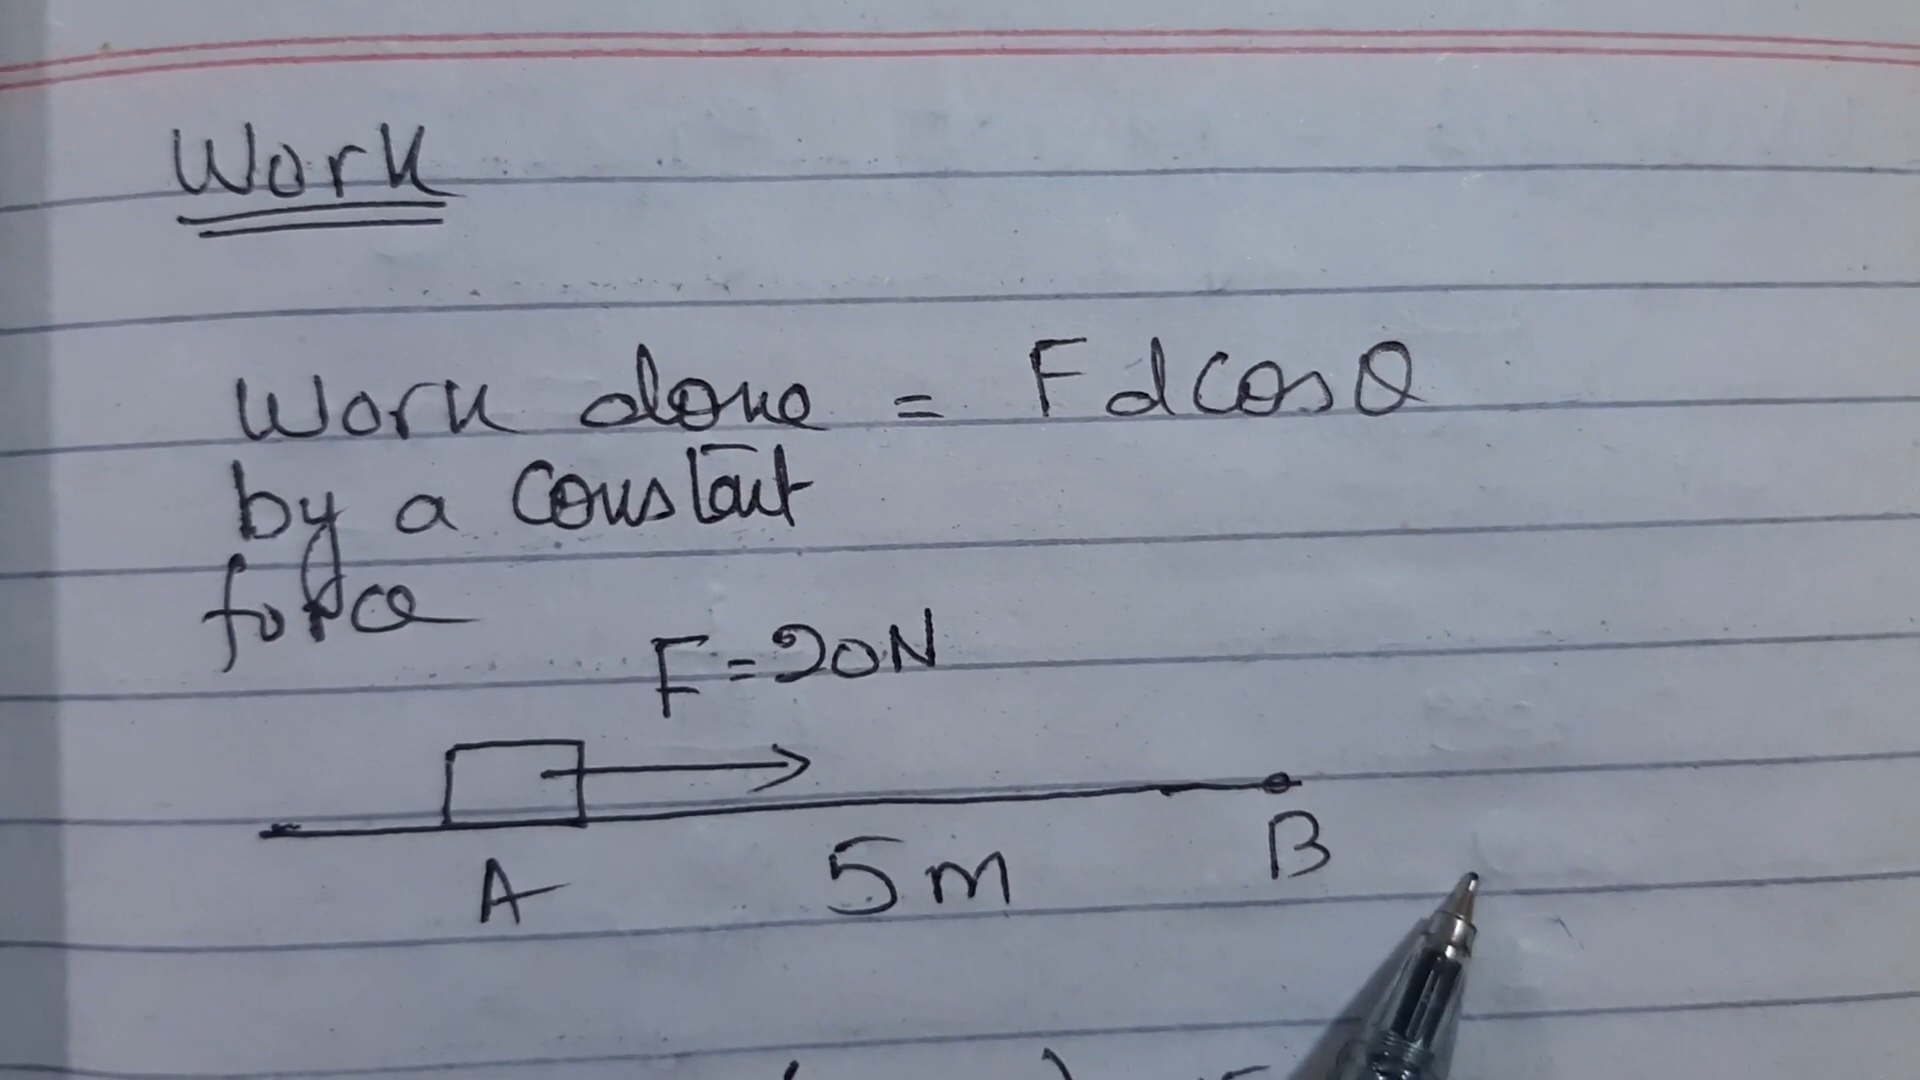 Work
Work done = Fdcosθ
by a constant
force
F=20N
A 5m B